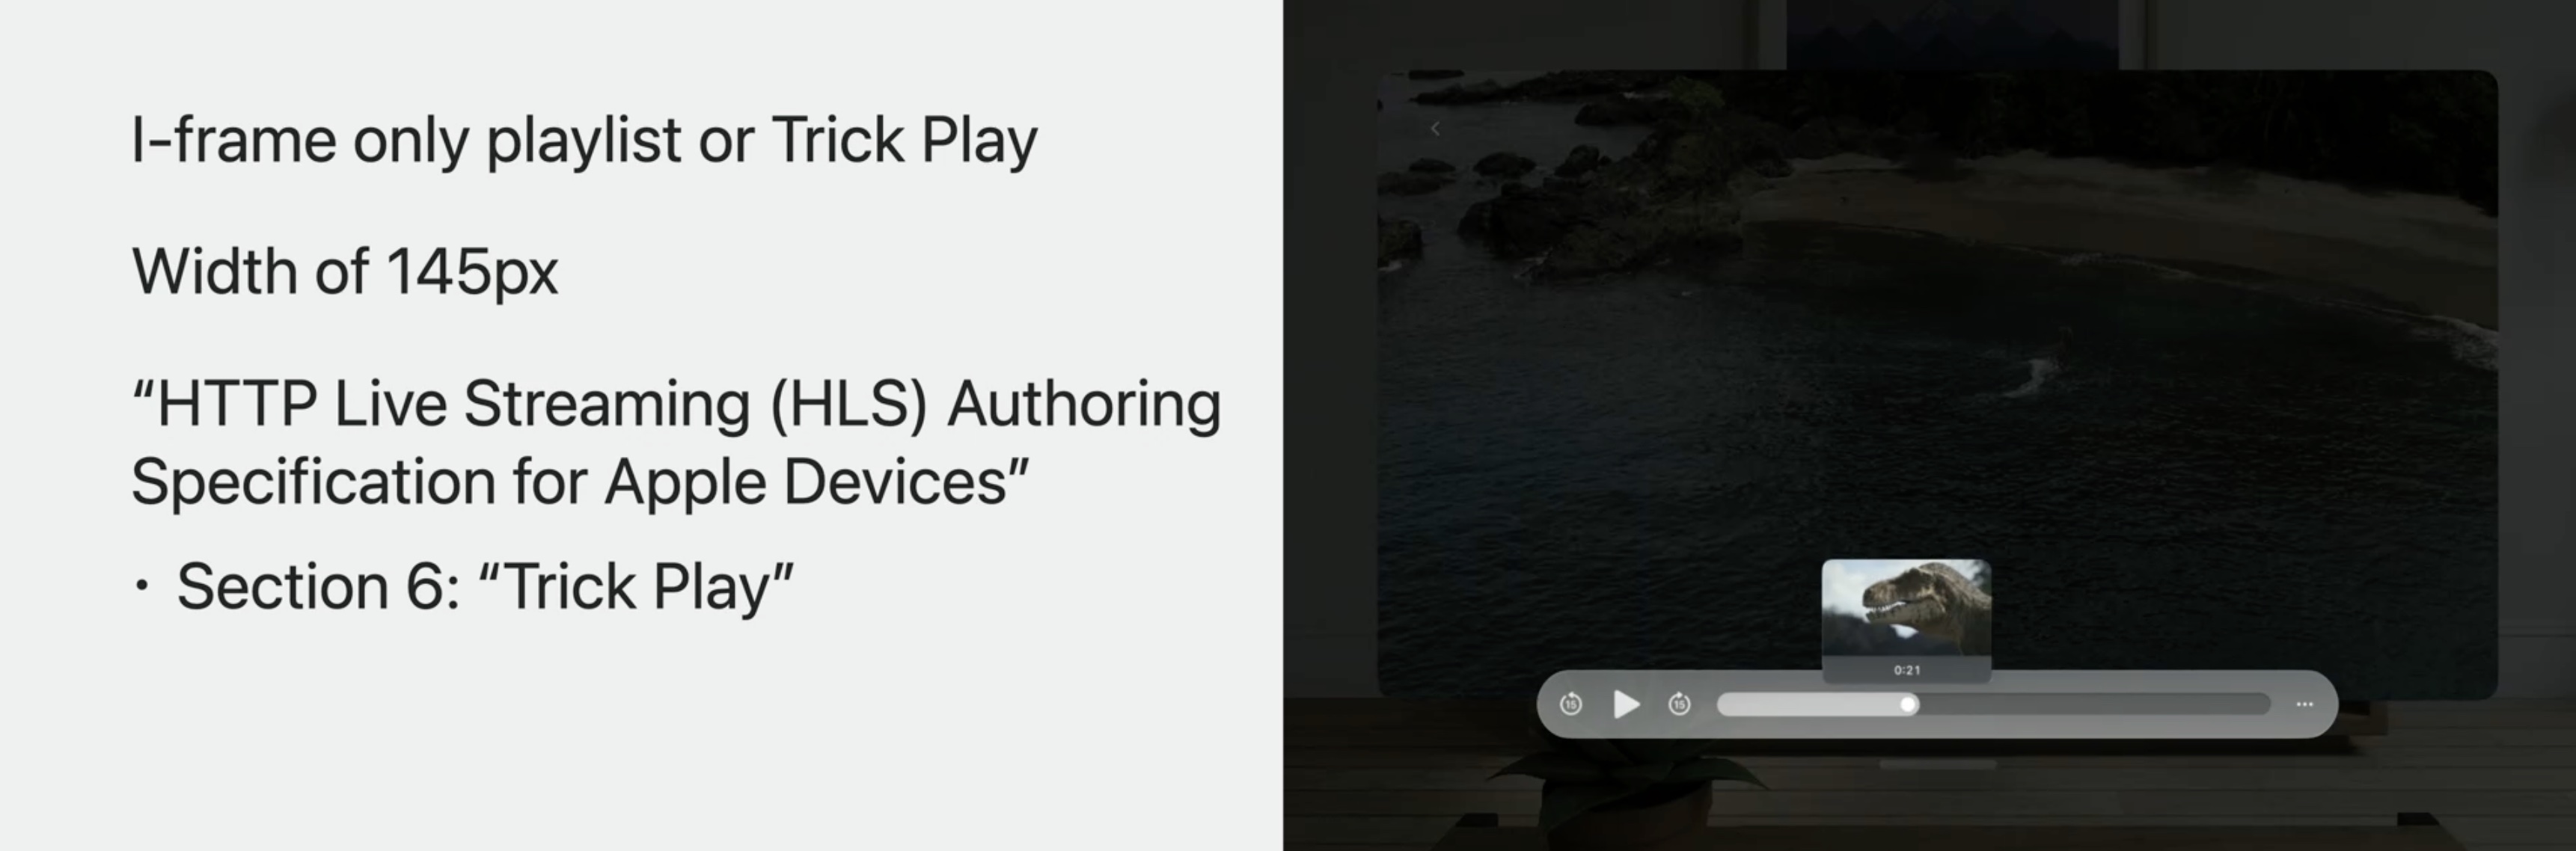 I-frame only playlist or Trick Play
Width of 145px
“HTTP Live Streaming (HLS) Authoring
Specification for Apple Devices”
• Section 6: “Trick Play”
0:21
15
15